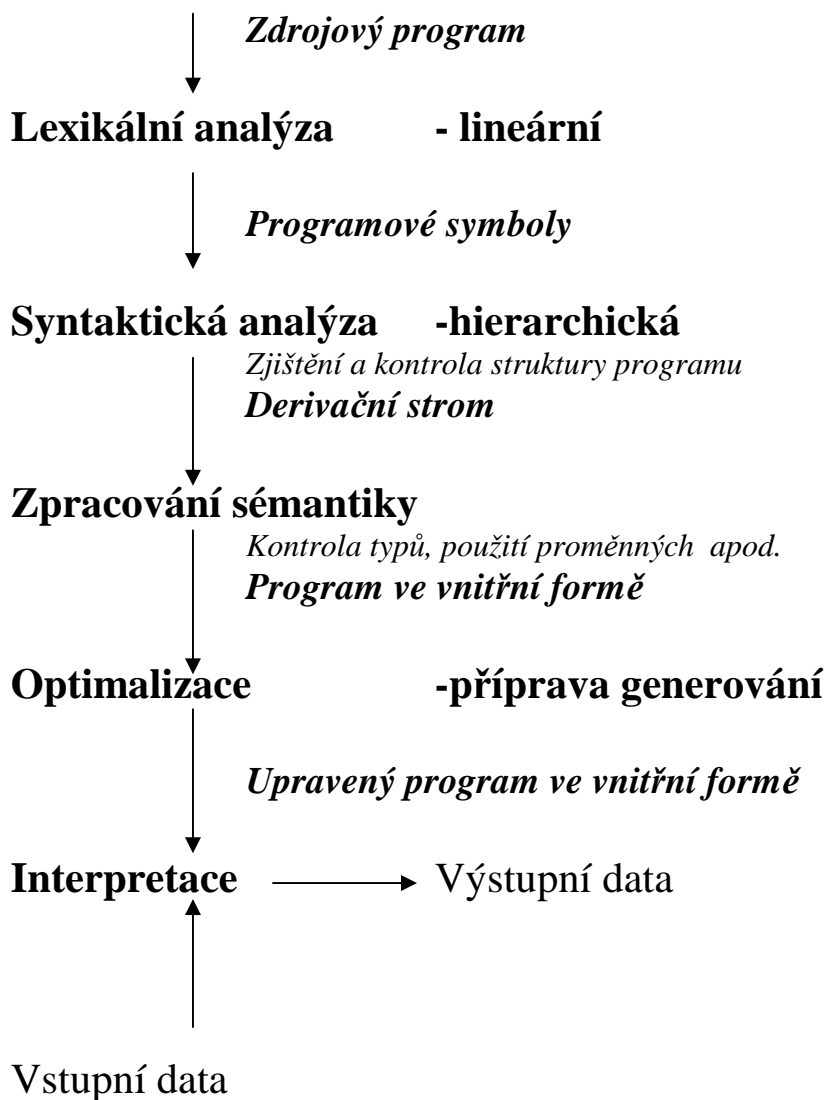 Zdrojový program
Lexikální analýza - lineární
Programové symboly
Syntaktická analýza -hierarchická
Zjištění a kontrola struktury programu
Derivační strom
Zpracování sémantiky
Kontrola typů, použití proměnných apod.
Program ve vnitřní formě
Optimalizace -příprava generování
Upravený program ve vnitřní formě
Interpretace Výstupní data
Vstupní data